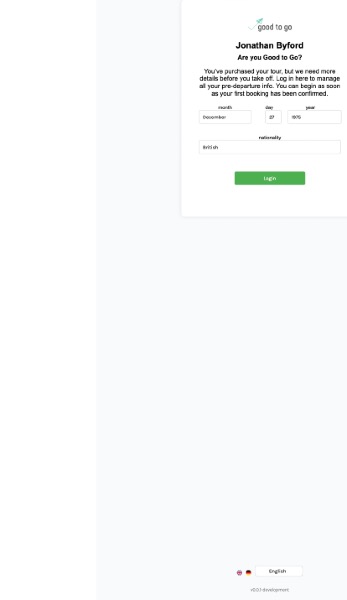 good to go
Jonathan Byford
Are you Good to Go?
You've purchased your tour, but we need more
details before you take off. Log in here to manage
all your pre-departure info. You can begin as soon
as your first booking has been confirmed.
month day year
December 27 1975
nationality
British
Login
English
v0.0.1-development